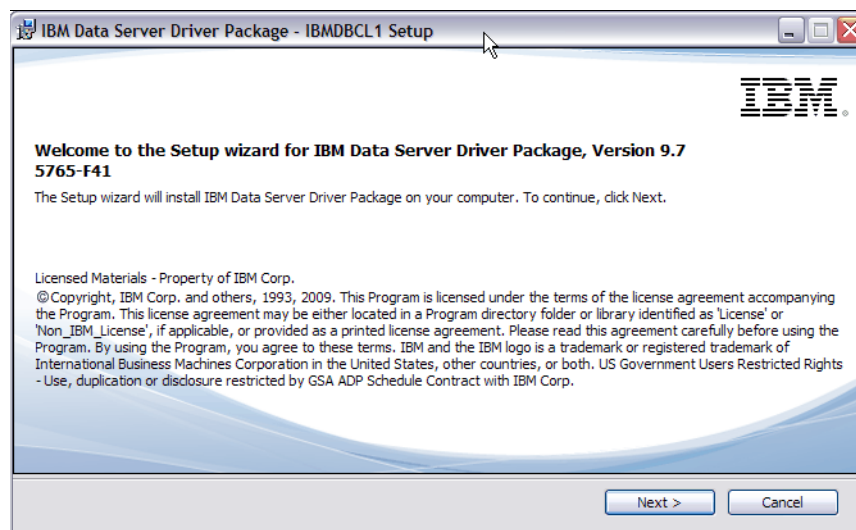 IBM Data Server Driver Package - IBMDBCL1 Setup
IBM
Welcome to the Setup wizard for IBM Data Server Driver Package, Version 9.7
5765-F41
The Setup wizard will install IBM Data Server Driver Package on your computer. To continue, click Next.
Licensed Materials - Property of IBM Corp.
©Copyright, IBM Corp. and others, 1993, 2009. This Program is licensed under the terms of the license agreement accompanying
the Program. This license agreement may be either located in a Program directory folder or library identified as 'License' or
'Non_IBM_License', if applicable, or provided as a printed license agreement. Please read this agreement carefully before using the
Program. By using the Program, you agree to these terms. IBM and the IBM logo is a trademark or registered trademark of
International Business Machines Corporation in the United States, other countries, or both. US Government Users Restricted Rights
- Use, duplication or disclosure restricted by GSA ADP Schedule Contract with IBM Corp.
Next >
Cancel